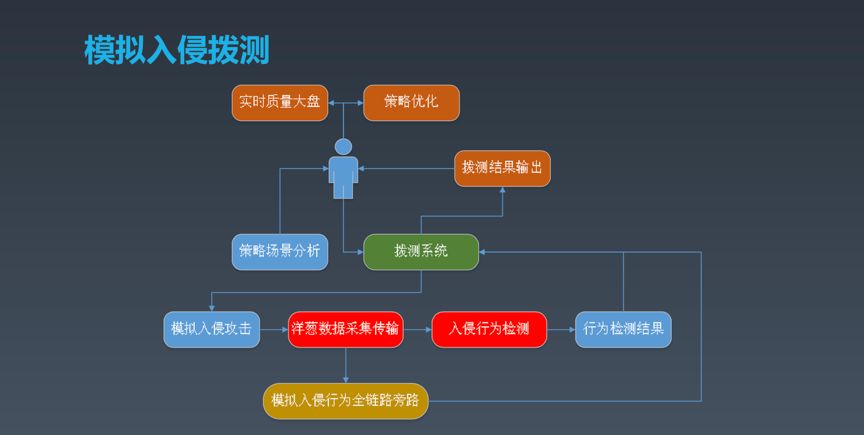 模拟入侵拨测
实时质量大盘
策略优化
拨测结果输出
策略场景分析
拨测系统
模拟入侵攻击
洋葱数据采集传输
入侵行为检测
行为检测结果
模拟入侵行为全链路旁路